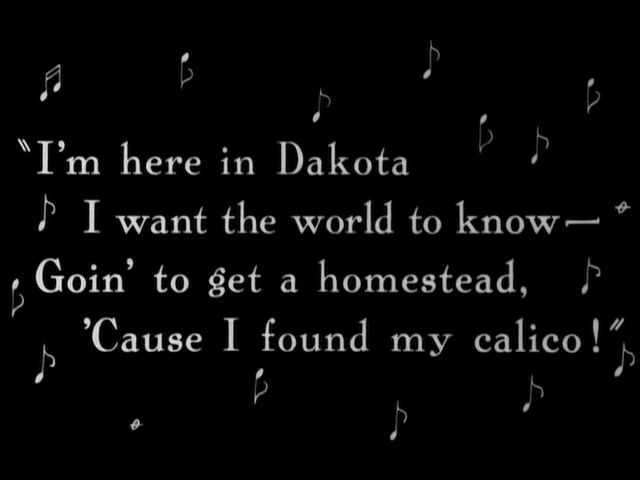 "I'm here in Dakota
I want the world to know—
Goin' to get a homestead,
'Cause I found my calico!"